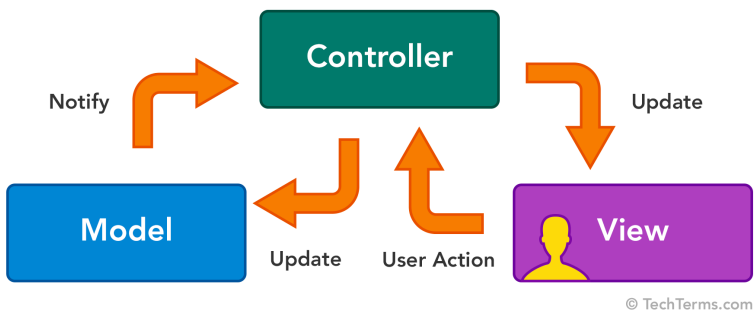 Controller
Notify
Update
Model
View
Update
User Action
© TechTerms.com